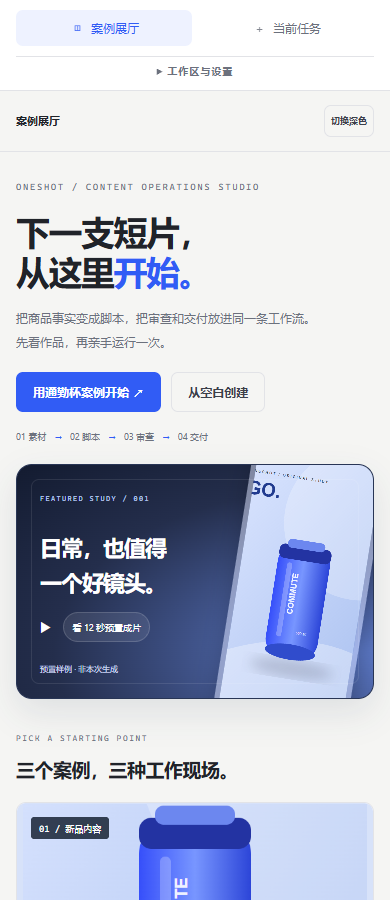 案例展厅
+ 当前任务
▶ 工作区与设置
案例展厅
切换深色
ONESHOT / CONTENT OPERATIONS STUDIO
下一支短片，
从这里开始。
把商品事实变成脚本，把审查和交付放进同一条工作流。
先看作品，再亲手运行一次。
用通勤杯案例开始 ↗
从空白创建
01 素材 → 02 脚本 → 03 审查 → 04 交付
FEATURED STUDY / 001
日常，也值得
一个好镜头。
看 12 秒预置成片
预置样例 · 非本次生成
GO.
COMMUTE
PICK A STARTING POINT
三个案例，三种工作现场。
01 / 新品内容
TE